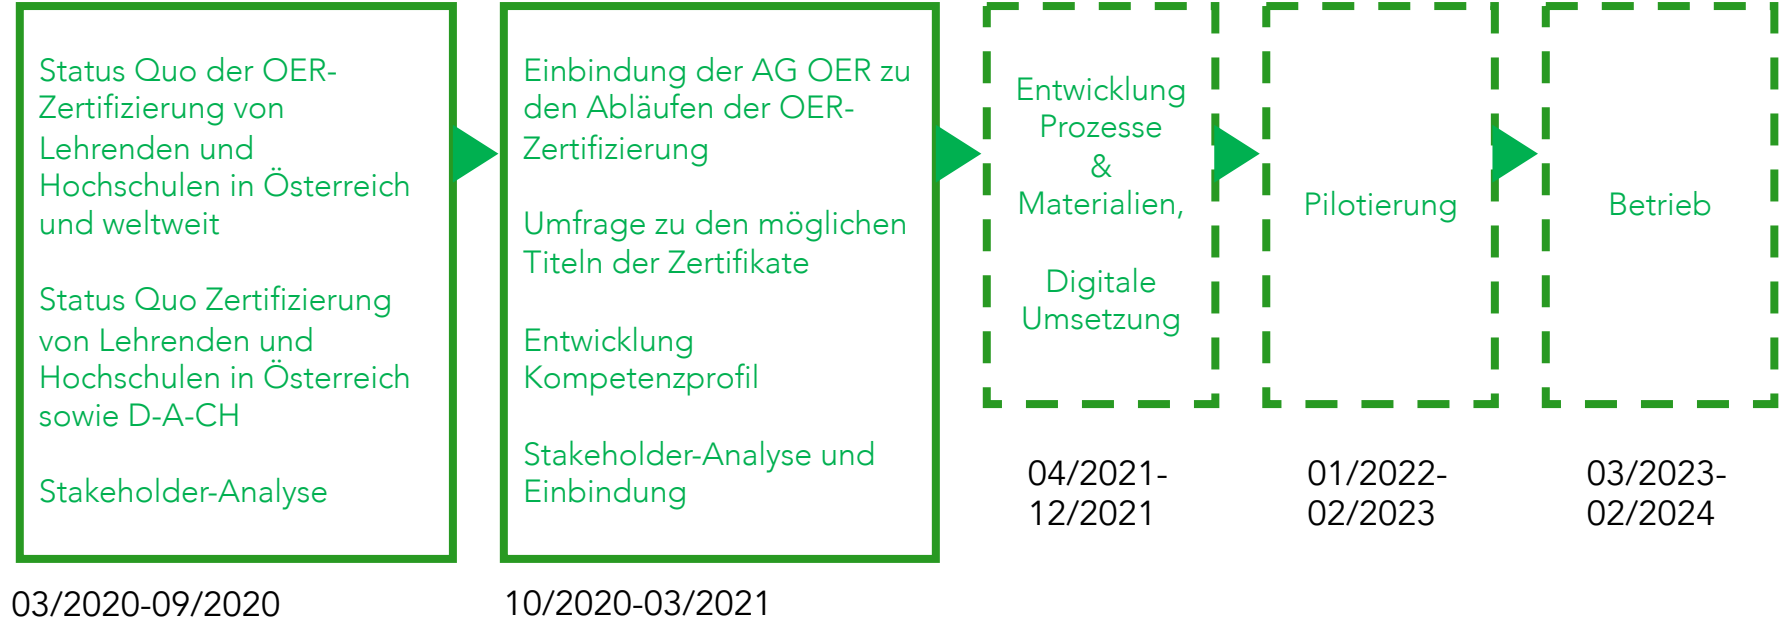 Status Quo der OER-
Zertifizierung von
Lehrenden und
Hochschulen in Österreich
und weltweit
Status Quo Zertifizierung
von Lehrenden und
Hochschulen in Österreich
sowie D-A-CH
Stakeholder-Analyse
03/2020-09/2020
Einbindung der AG OER zu
den Abläufen der OER-
Zertifizierung
Umfrage zu den möglichen
Titeln der Zertifikate
Entwicklung
Kompetenzprofil
Stakeholder-Analyse und
Einbindung
10/2020-03/2021
Entwicklung
Prozesse
&
Materialien,
Digitale
Umsetzung
04/2021-
12/2021
Pilotierung
01/2022-
02/2023
Betrieb
03/2023-
02/2024